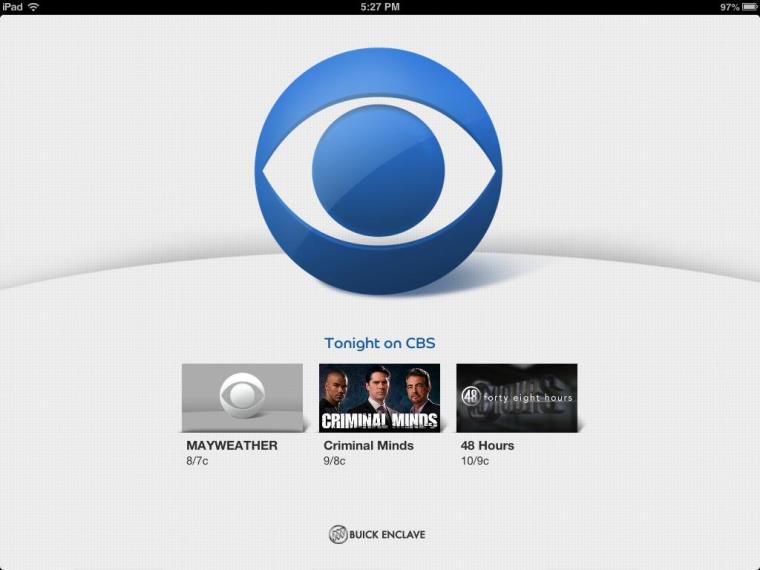 iPad 5:27 PM 97%
Tonight on CBS
CRIMINAL MINDS
48 forty eight hours
MAYWEATHER Criminal Minds 48 Hours
8/7c 9/8c 10/9c
BUICK ENCLAVE